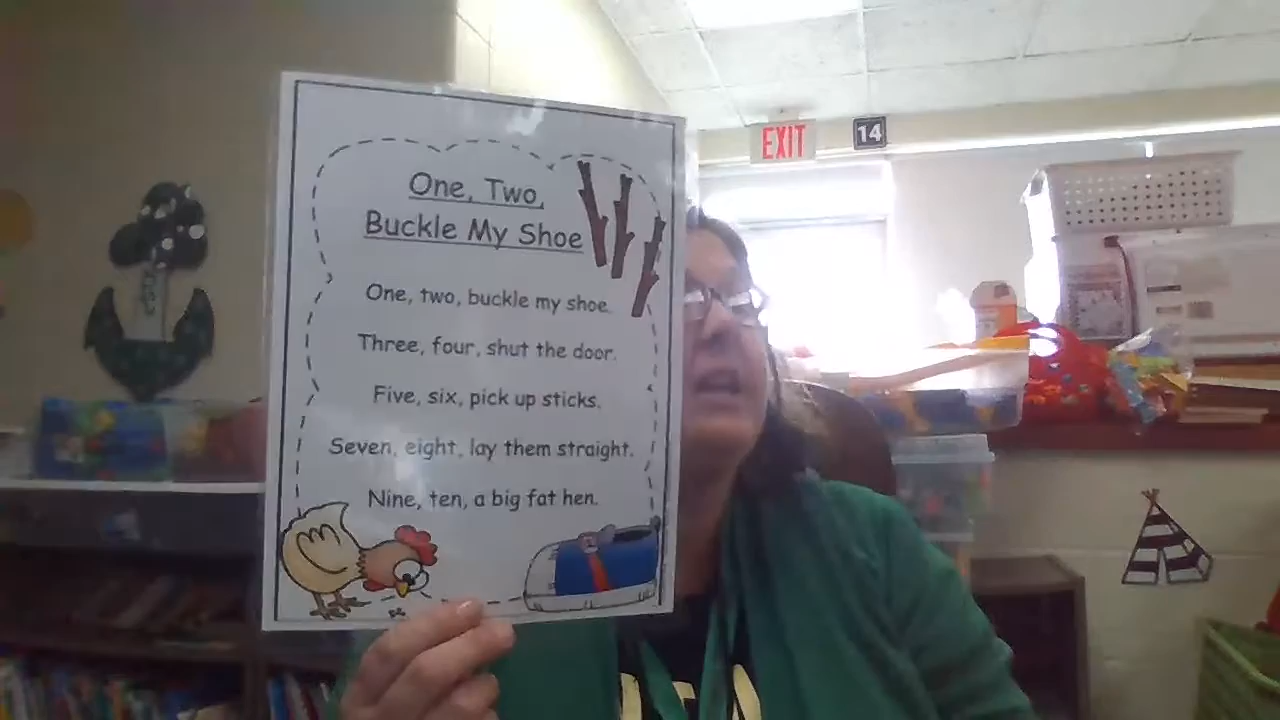 One, Two,
Buckle My Shoe
One, two, buckle my shoe.
Three, four, shut the door.
Five, six, pick up sticks.
Seven, eight, lay them straight.
Nine, ten, a big fat hen.
EXIT
14